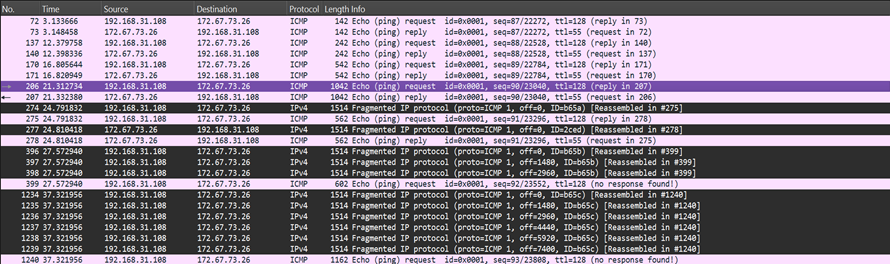 No. Time Source Destination Protocol Length Info
72 3.133666 192.168.31.108 172.67.73.26 ICMP 142 Echo (ping) request id=0x0001, seq=87/22272, ttl=128 (reply in 73)
73 3.148458 172.67.73.26 192.168.31.108 ICMP 142 Echo (ping) reply id=0x0001, seq=87/22272, ttl=55 (request in 72)
137 12.379758 192.168.31.108 172.67.73.26 ICMP 242 Echo (ping) request id=0x0001, seq=88/22528, ttl=128 (reply in 140)
140 12.398336 172.67.73.26 192.168.31.108 ICMP 242 Echo (ping) reply id=0x0001, seq=88/22528, ttl=55 (request in 137)
170 16.805644 192.168.31.108 172.67.73.26 ICMP 542 Echo (ping) request id=0x0001, seq=89/22784, ttl=128 (reply in 171)
171 16.820949 172.67.73.26 192.168.31.108 ICMP 542 Echo (ping) reply id=0x0001, seq=89/22784, ttl=55 (request in 170)
206 21.312734 192.168.31.108 172.67.73.26 ICMP 1042 Echo (ping) request id=0x0001, seq=90/23040, ttl=128 (reply in 207)
207 21.332380 172.67.73.26 192.168.31.108 ICMP 1042 Echo (ping) reply id=0x0001, seq=90/23040, ttl=55 (request in 206)
274 24.791832 192.168.31.108 172.67.73.26 IPv4 1514 Fragmented IP protocol (proto=ICMP 1, off=0, ID=b65a) [Reassembled in #275]
275 24.791832 192.168.31.108 172.67.73.26 ICMP 562 Echo (ping) request id=0x0001, seq=91/23296, ttl=128 (reply in 278)
277 24.810418 172.67.73.26 192.168.31.108 IPv4 1514 Fragmented IP protocol (proto=ICMP 1, off=0, ID=2ced) [Reassembled in #278]
278 24.810418 172.67.73.26 192.168.31.108 ICMP 562 Echo (ping) reply id=0x0001, seq=91/23296, ttl=55 (request in 275)
396 27.572940 192.168.31.108 172.67.73.26 IPv4 1514 Fragmented IP protocol (proto=ICMP 1, off=0, ID=b65b) [Reassembled in #399]
397 27.572940 192.168.31.108 172.67.73.26 IPv4 1514 Fragmented IP protocol (proto=ICMP 1, off=1480, ID=b65b) [Reassembled in #399]
398 27.572940 192.168.31.108 172.67.73.26 IPv4 1514 Fragmented IP protocol (proto=ICMP 1, off=2960, ID=b65b) [Reassembled in #399]
399 27.572940 192.168.31.108 172.67.73.26 ICMP 602 Echo (ping) request id=0x0001, seq=92/23552, ttl=128 (no response found!)
1234 37.321956 192.168.31.108 172.67.73.26 IPv4 1514 Fragmented IP protocol (proto=ICMP 1, off=0, ID=b65c) [Reassembled in #1240]
1235 37.321956 192.168.31.108 172.67.73.26 IPv4 1514 Fragmented IP protocol (proto=ICMP 1, off=1480, ID=b65c) [Reassembled in #1240]
1236 37.321956 192.168.31.108 172.67.73.26 IPv4 1514 Fragmented IP protocol (proto=ICMP 1, off=2960, ID=b65c) [Reassembled in #1240]
1237 37.321956 192.168.31.108 172.67.73.26 IPv4 1514 Fragmented IP protocol (proto=ICMP 1, off=4440, ID=b65c) [Reassembled in #1240]
1238 37.321956 192.168.31.108 172.67.73.26 IPv4 1514 Fragmented IP protocol (proto=ICMP 1, off=5920, ID=b65c) [Reassembled in #1240]
1239 37.321956 192.168.31.108 172.67.73.26 IPv4 1514 Fragmented IP protocol (proto=ICMP 1, off=7400, ID=b65c) [Reassembled in #1240]
1240 37.321956 192.168.31.108 172.67.73.26 ICMP 1162 Echo (ping) request id=0x0001, seq=93/23808, ttl=128 (no response found!)